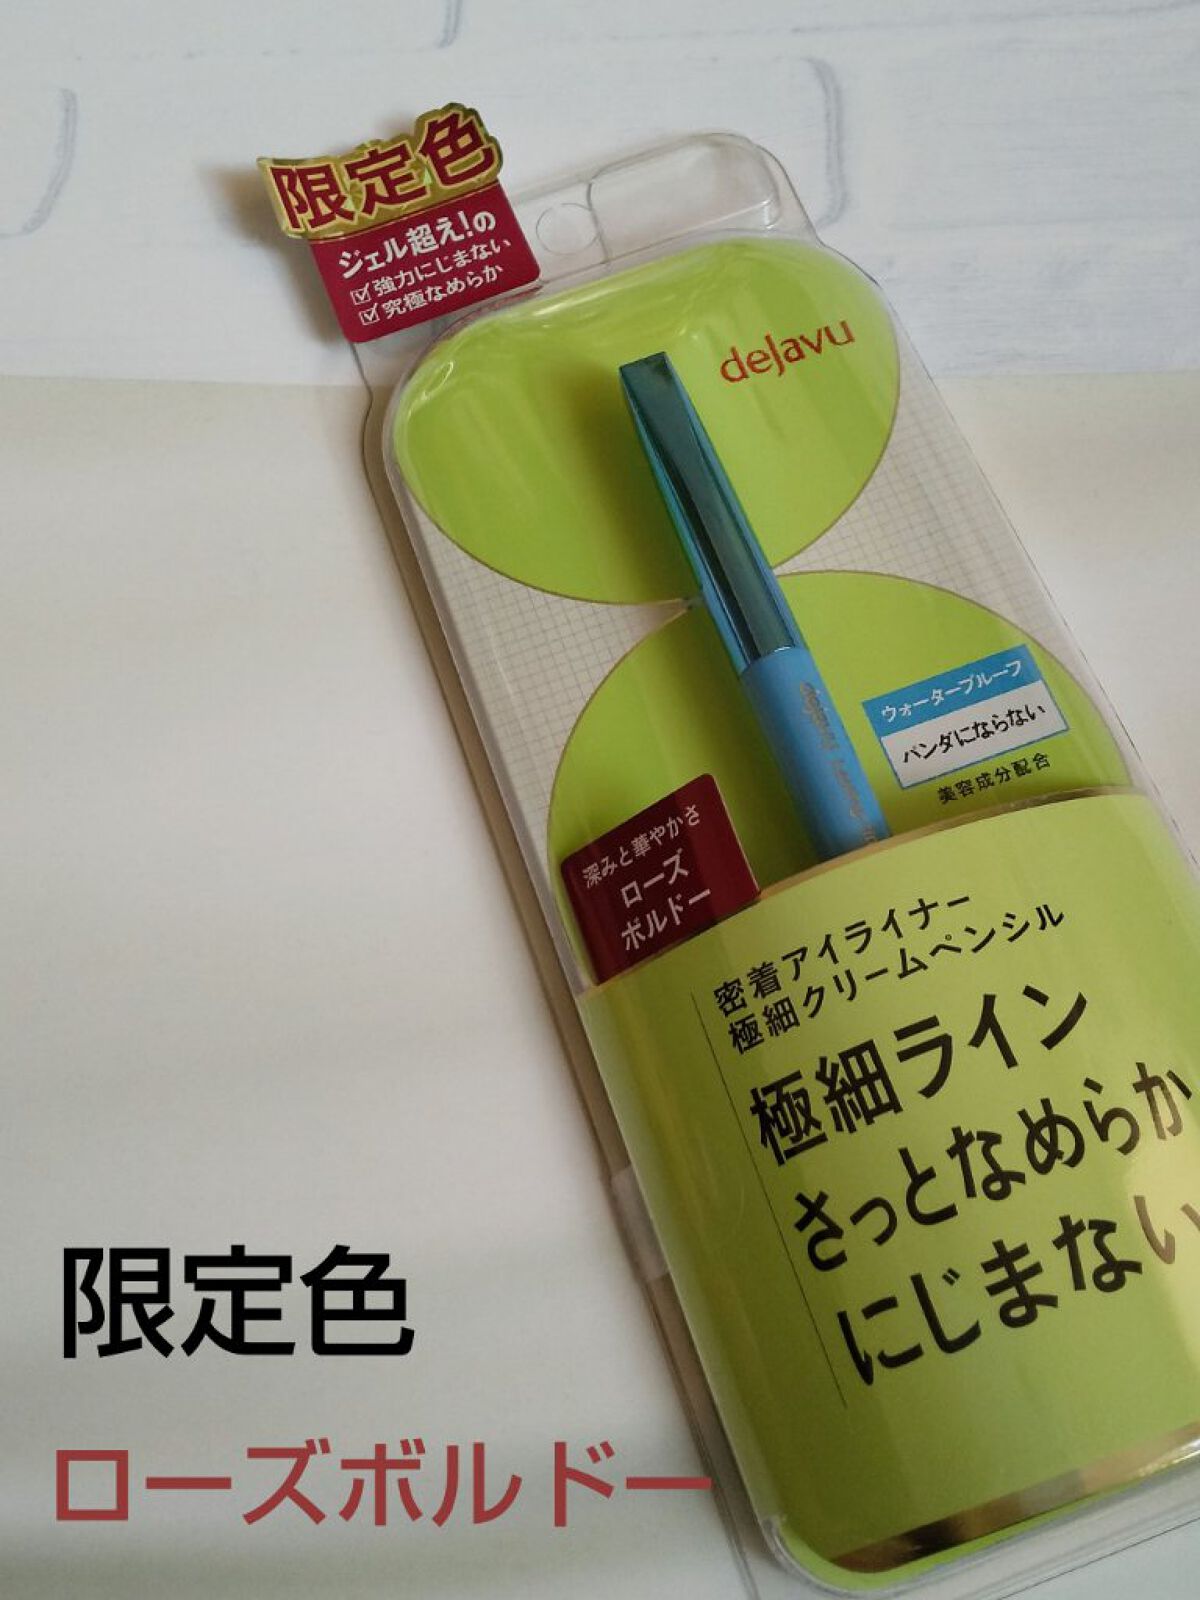 限定色
ジェル超え!の
強力にじまない
究極なめらか
dejavu
ウォータープルーフ
パンダにならない
美容成分配合
深みと華やかさ
ローズ
ボルドー
密着アイライナー
極細クリームペンシル
極細ライン
さっとなめらか
にじまない
限定色
ローズボルドー